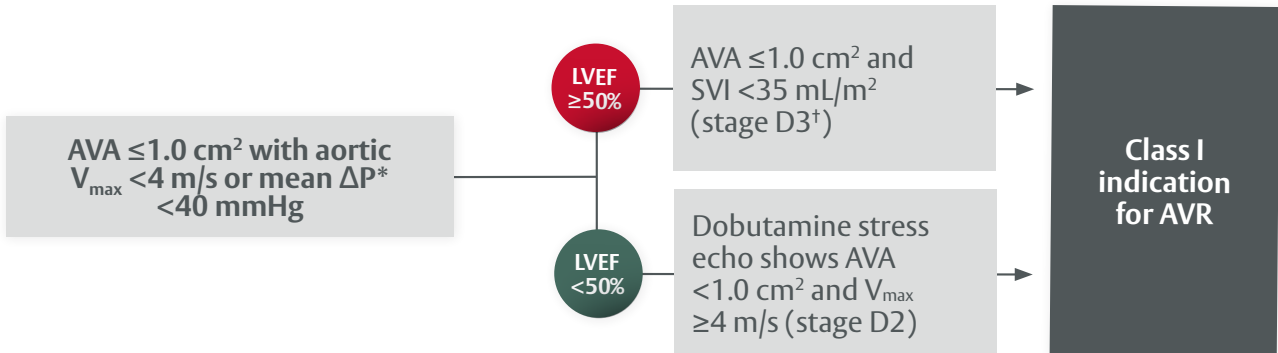 AVA ≤1.0 cm² with aortic
Vmax <4 m/s or mean ΔP*
<40 mmHg
LVEF
≥50%
AVA ≤1.0 cm² and
SVI <35 mL/m²
(stage D3†)
LVEF
<50%
Dobutamine stress
echo shows AVA
<1.0 cm² and Vmax
≥4 m/s (stage D2)
Class I
indication
for AVR